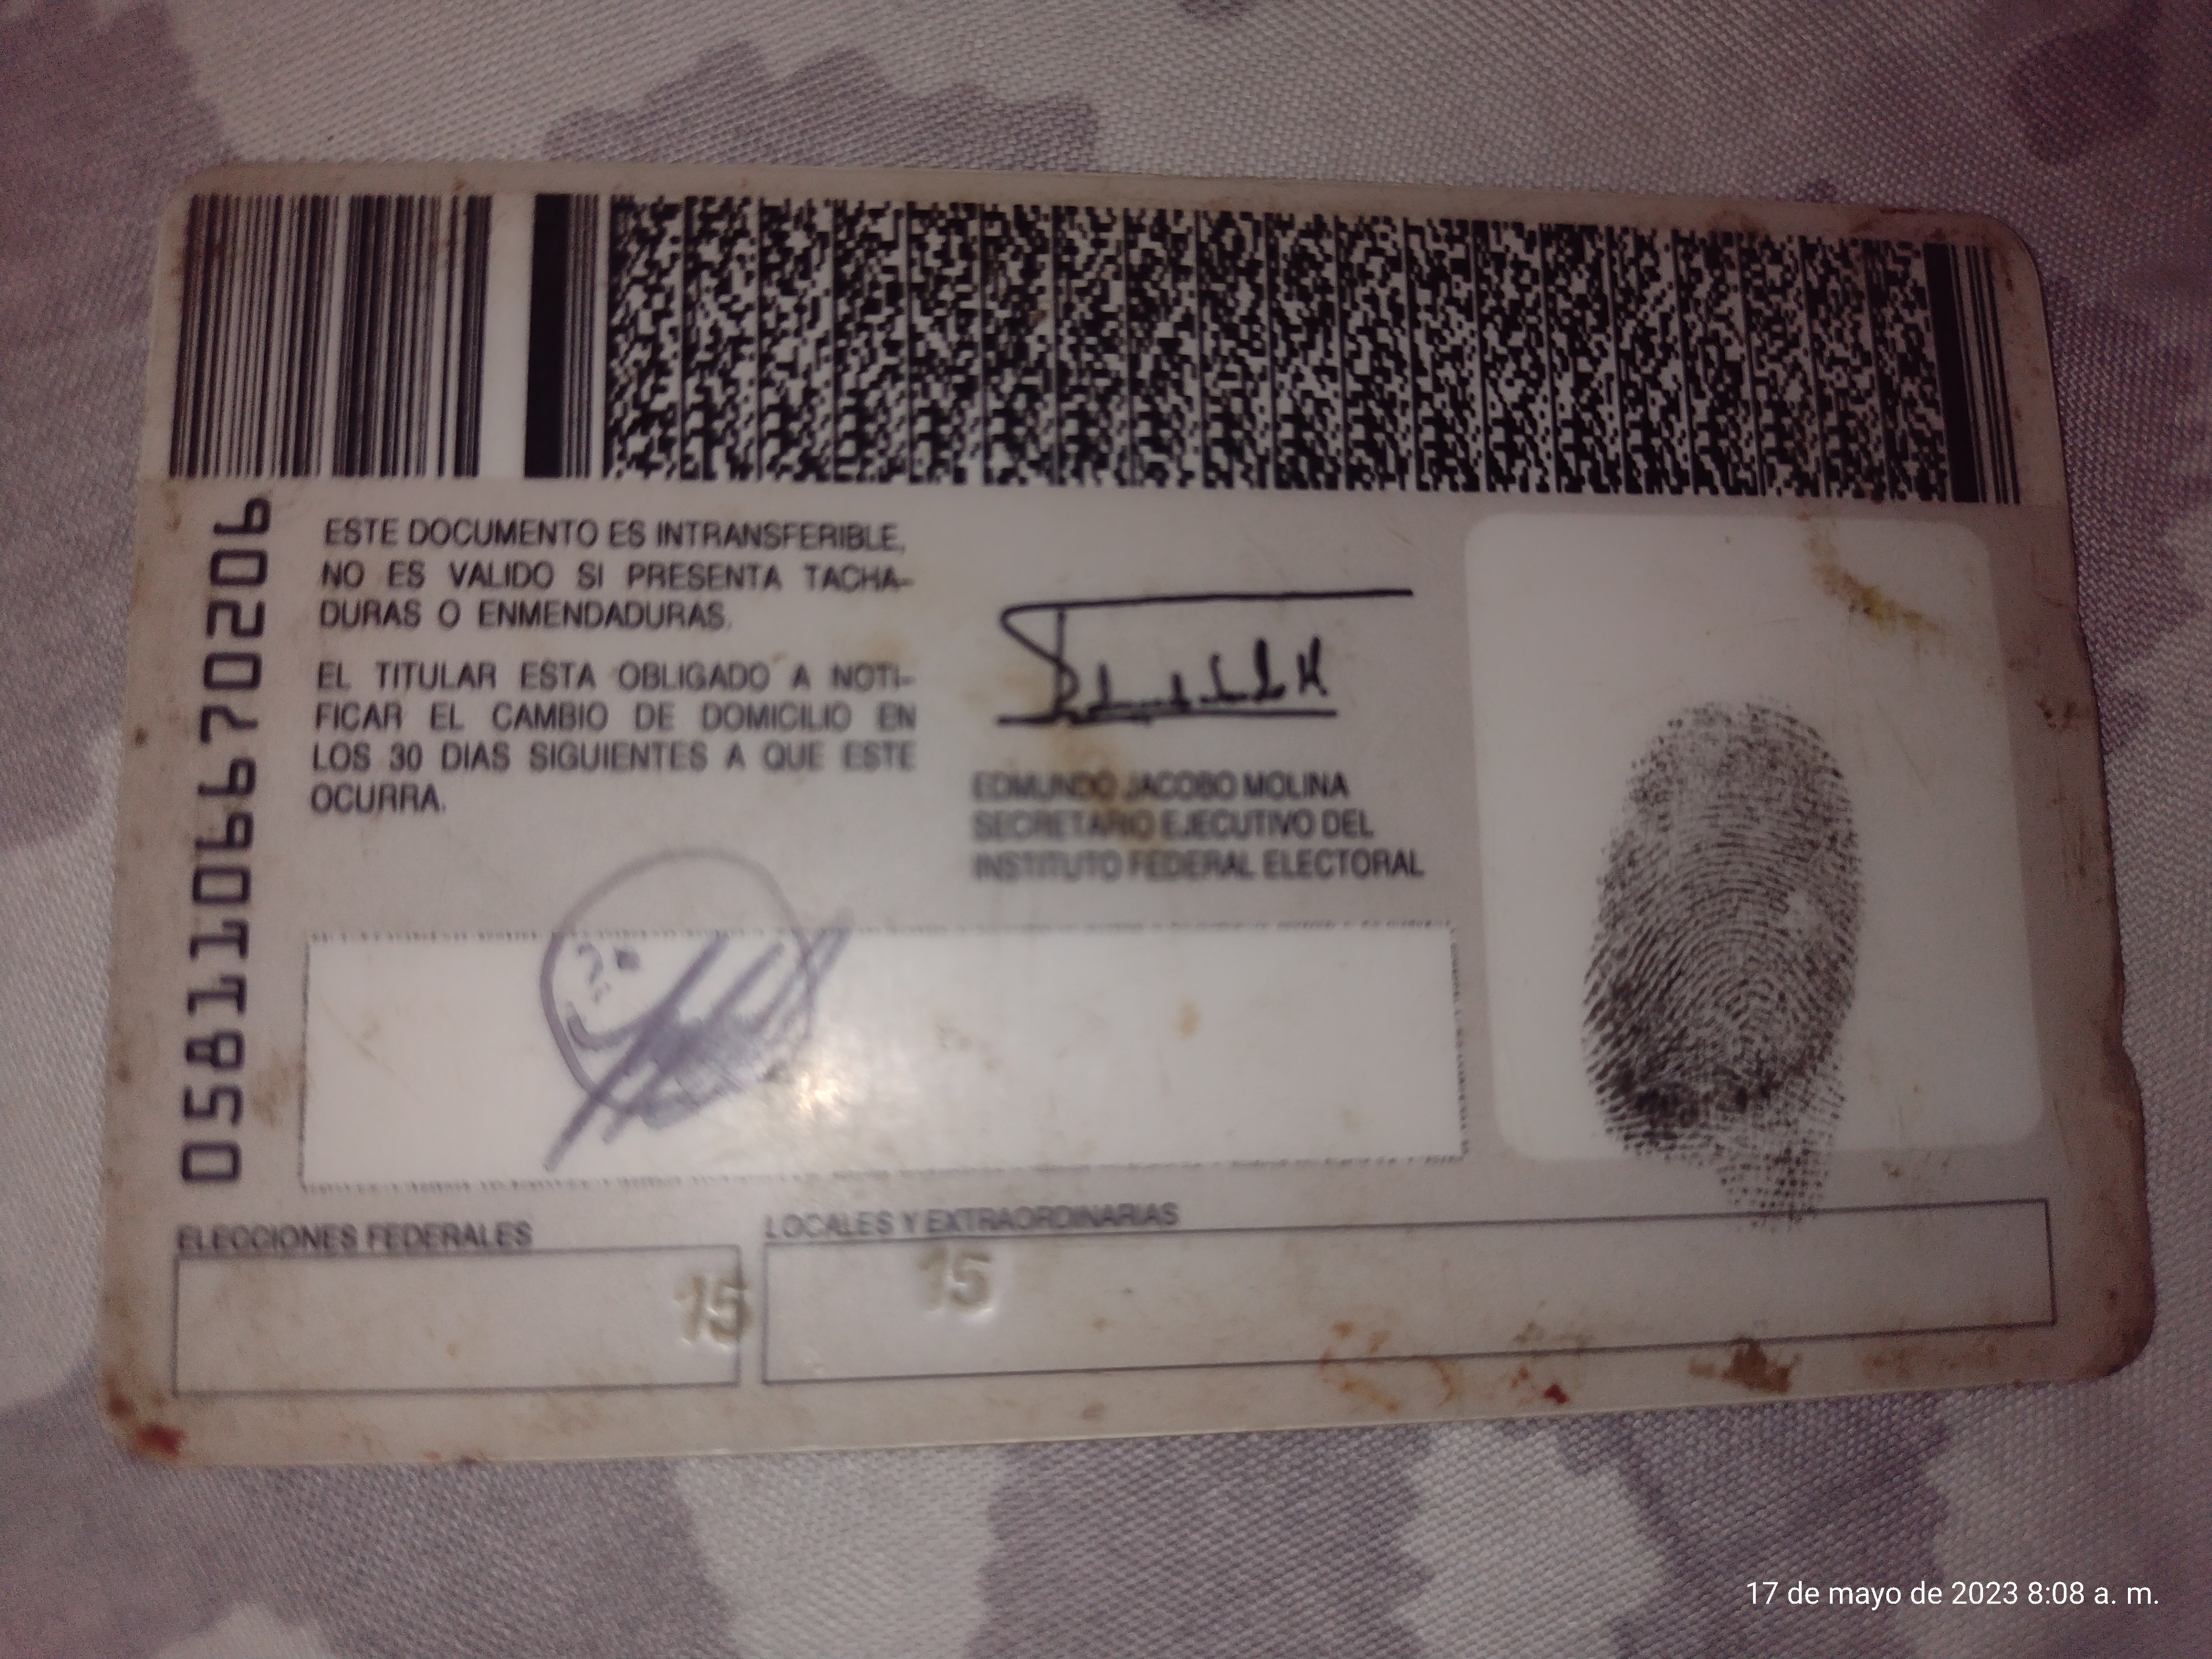 0581106670206
ESTE DOCUMENTO ES INTRANSFERIBLE,
NO ES VALIDO SI PRESENTA TACHA-
DURAS O ENMENDADURAS.
EL TITULAR ESTA OBLIGADO A NOTI-
FICAR EL CAMBIO DE DOMICILIO EN
LOS 30 DIAS SIGUIENTES A QUE ESTE
OCURRA.
EDMUNDO JACOBO MOLINA
SECRETARIO EJECUTIVO DEL
INSTITUTO FEDERAL ELECTORAL
ELECCIONES FEDERALES
LOCALES Y EXTRAORDINARIAS
15
15
17 de mayo de 2023 8:08 a. m.